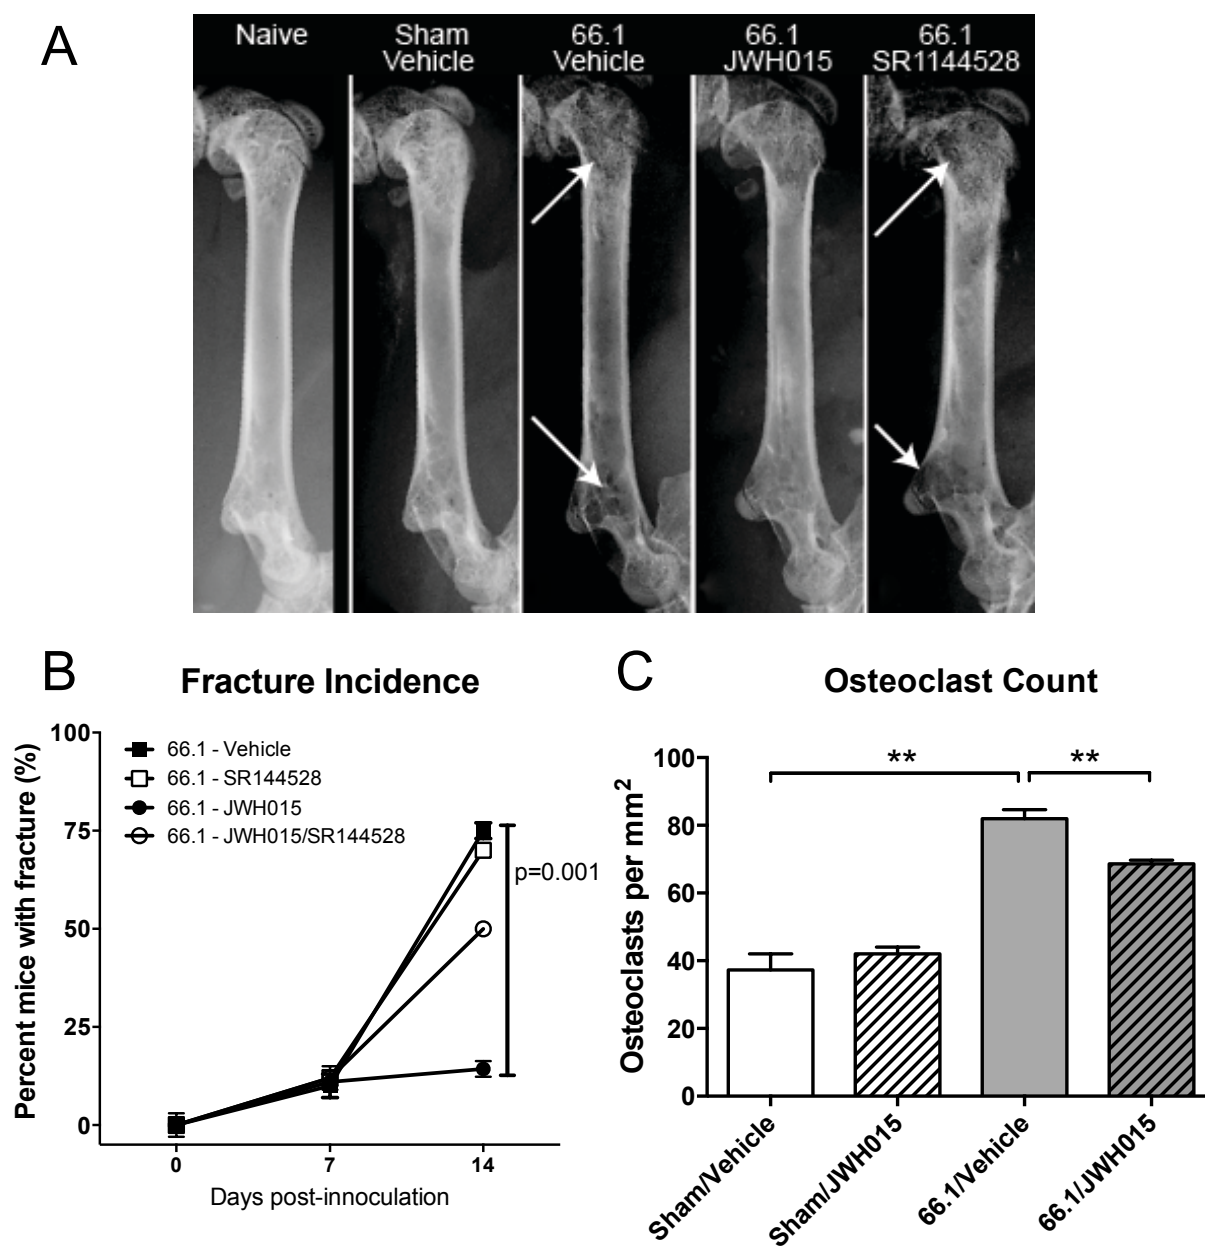 A
Naive
Sham
Vehicle
66.1
Vehicle
66.1
JWH015
66.1
SR1144528
B
Fracture Incidence
Percent mice with fracture (%)
100
75
50
25
0
66.1 - Vehicle
66.1 - SR144528
66.1 - JWH015
66.1 - JWH015/SR144528
p=0.001
0
7
14
Days post-innoculation
C
Osteoclast Count
Osteoclasts per mm2
100
80
60
40
20
0
**
**
Sham/Vehicle
Sham/JWH015
66.1/Vehicle
66.1/JWH015